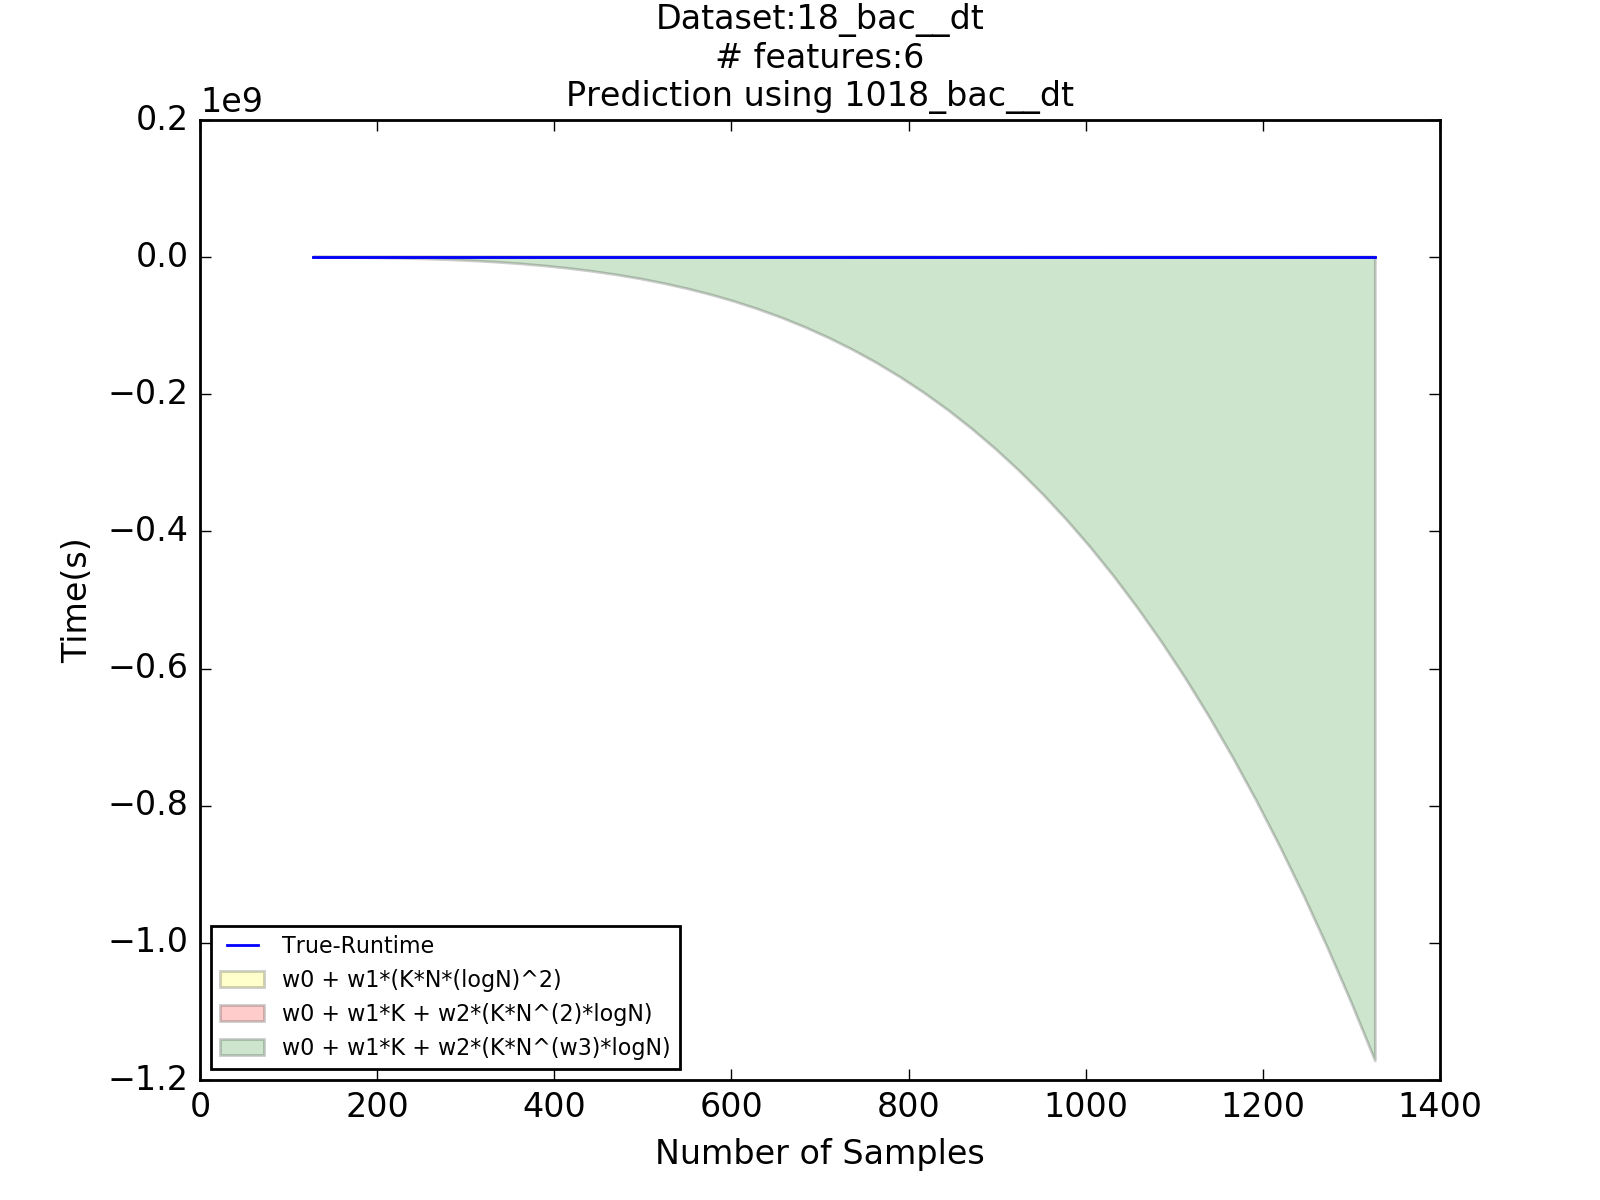 Dataset:18_bac__dt
# features:6
Prediction using 1018_bac__dt
1e9
0.2
0.0
−0.2
−0.4
−0.6
−0.8
−1.0
−1.2
Time(s)
True-Runtime
w0 + w1*(K*N*(logN)^2)
w0 + w1*K + w2*(K*N^(2)*logN)
w0 + w1*K + w2*(K*N^(w3)*logN)
0 200 400 600 800 1000 1200 1400
Number of Samples